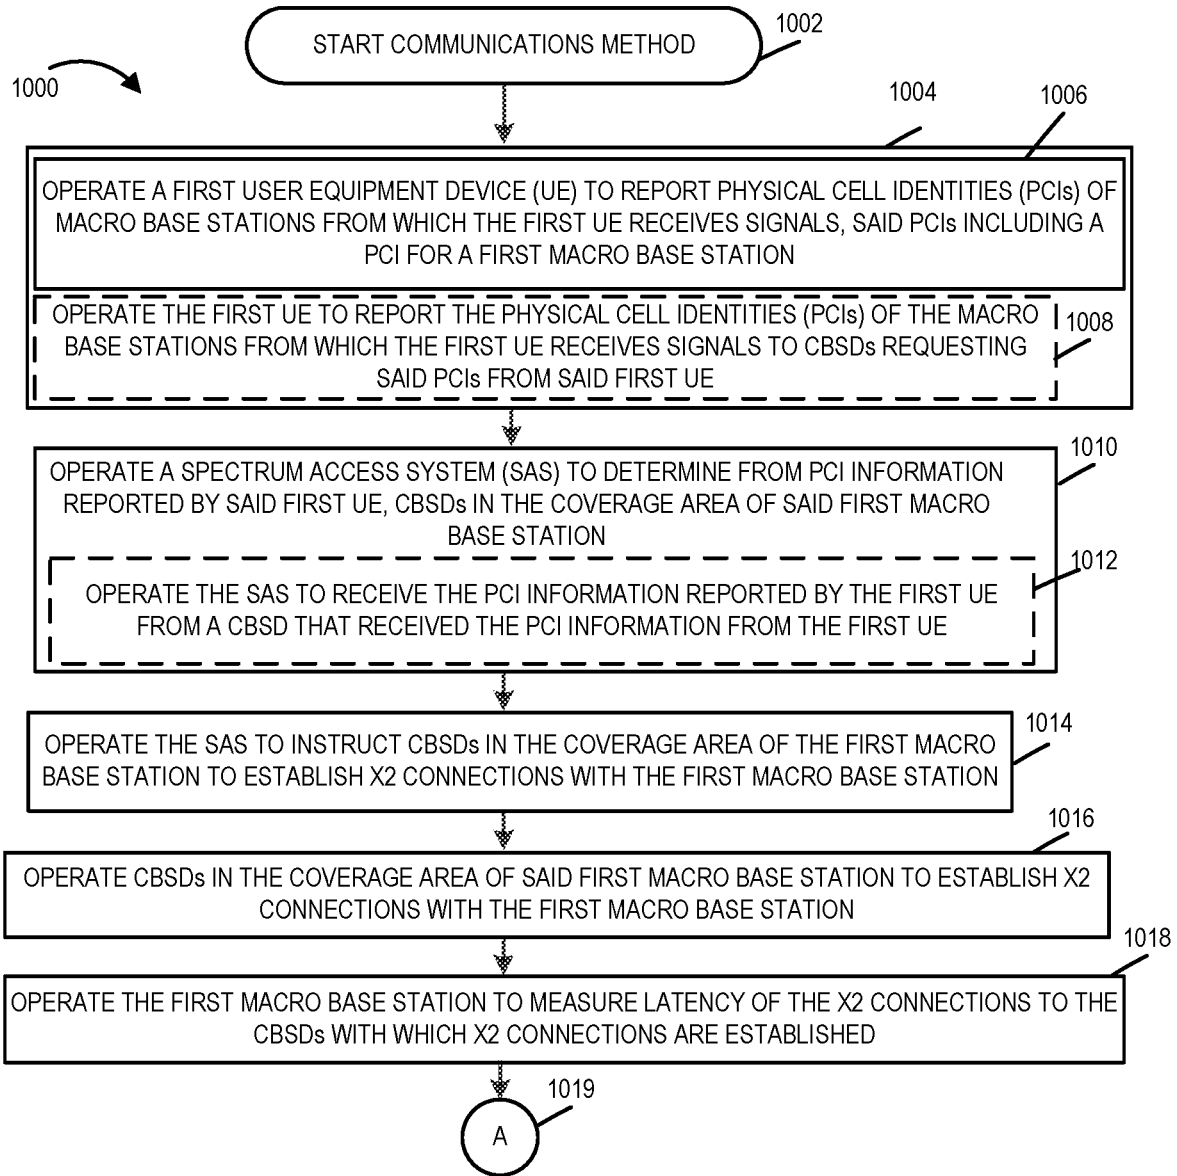 START COMMUNICATIONS METHOD
1002
1000
1004
1006
OPERATE A FIRST USER EQUIPMENT DEVICE (UE) TO REPORT PHYSICAL CELL IDENTITIES (PCIs) OF
MACRO BASE STATIONS FROM WHICH THE FIRST UE RECEIVES SIGNALS, SAID PCIs INCLUDING A
PCI FOR A FIRST MACRO BASE STATION
OPERATE THE FIRST UE TO REPORT THE PHYSICAL CELL IDENTITIES (PCIs) OF THE MACRO
BASE STATIONS FROM WHICH THE FIRST UE RECEIVES SIGNALS TO CBSDs REQUESTING
SAID PCIs FROM SAID FIRST UE
1008
1010
OPERATE A SPECTRUM ACCESS SYSTEM (SAS) TO DETERMINE FROM PCI INFORMATION
REPORTED BY SAID FIRST UE, CBSDs IN THE COVERAGE AREA OF SAID FIRST MACRO
BASE STATION
1012
OPERATE THE SAS TO RECEIVE THE PCI INFORMATION REPORTED BY THE FIRST UE
FROM A CBSD THAT RECEIVED THE PCI INFORMATION FROM THE FIRST UE
1014
OPERATE THE SAS TO INSTRUCT CBSDs IN THE COVERAGE AREA OF THE FIRST MACRO
BASE STATION TO ESTABLISH X2 CONNECTIONS WITH THE FIRST MACRO BASE STATION
1016
OPERATE CBSDs IN THE COVERAGE AREA OF SAID FIRST MACRO BASE STATION TO ESTABLISH X2
CONNECTIONS WITH THE FIRST MACRO BASE STATION
1018
OPERATE THE FIRST MACRO BASE STATION TO MEASURE LATENCY OF THE X2 CONNECTIONS TO THE
CBSDs WITH WHICH X2 CONNECTIONS ARE ESTABLISHED
1019
A